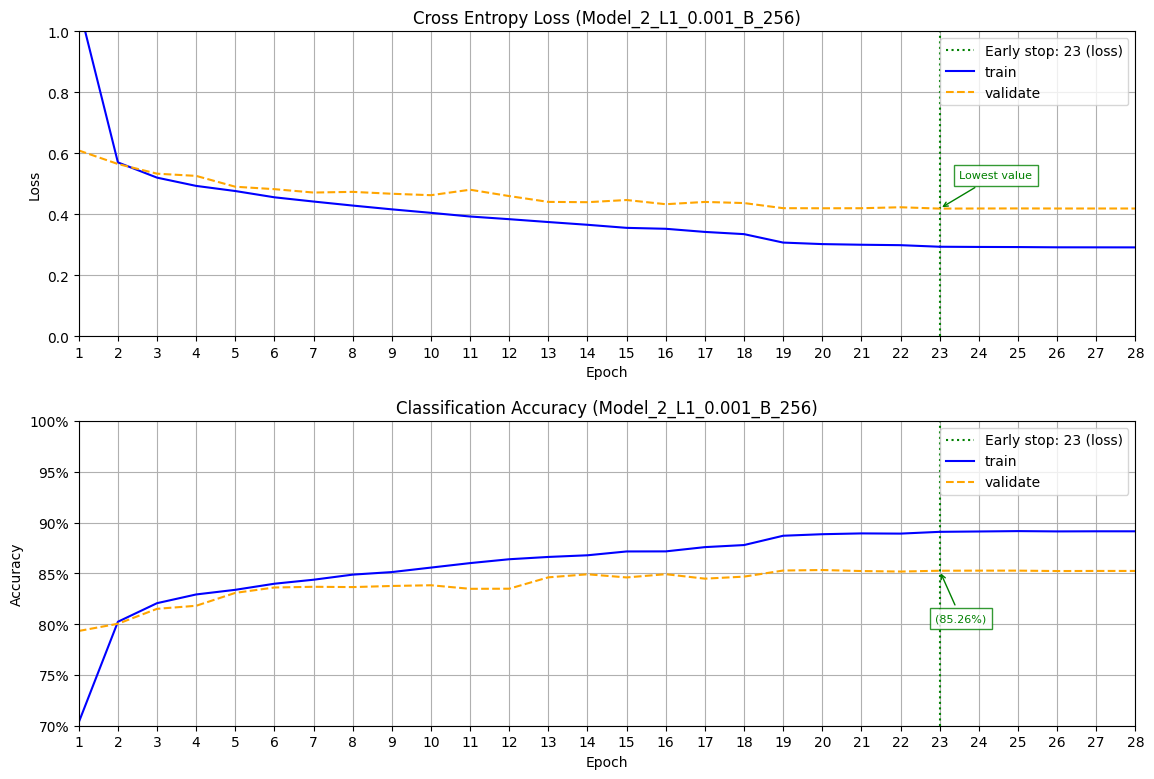 Cross Entropy Loss (Model_2_L1_0.001_B_256)
1.0
0.8
0.6
0.4
0.2
0.0
Loss
Early stop: 23 (loss)
train
validate
Lowest value
1 2 3 4 5 6 7 8 9 10 11 12 13 14 15 16 17 18 19 20 21 22 23 24 25 26 27 28
Epoch
Classification Accuracy (Model_2_L1_0.001_B_256)
100%
95%
90%
85%
80%
75%
70%
Accuracy
Early stop: 23 (loss)
train
validate
(85.26%)
1 2 3 4 5 6 7 8 9 10 11 12 13 14 15 16 17 18 19 20 21 22 23 24 25 26 27 28
Epoch